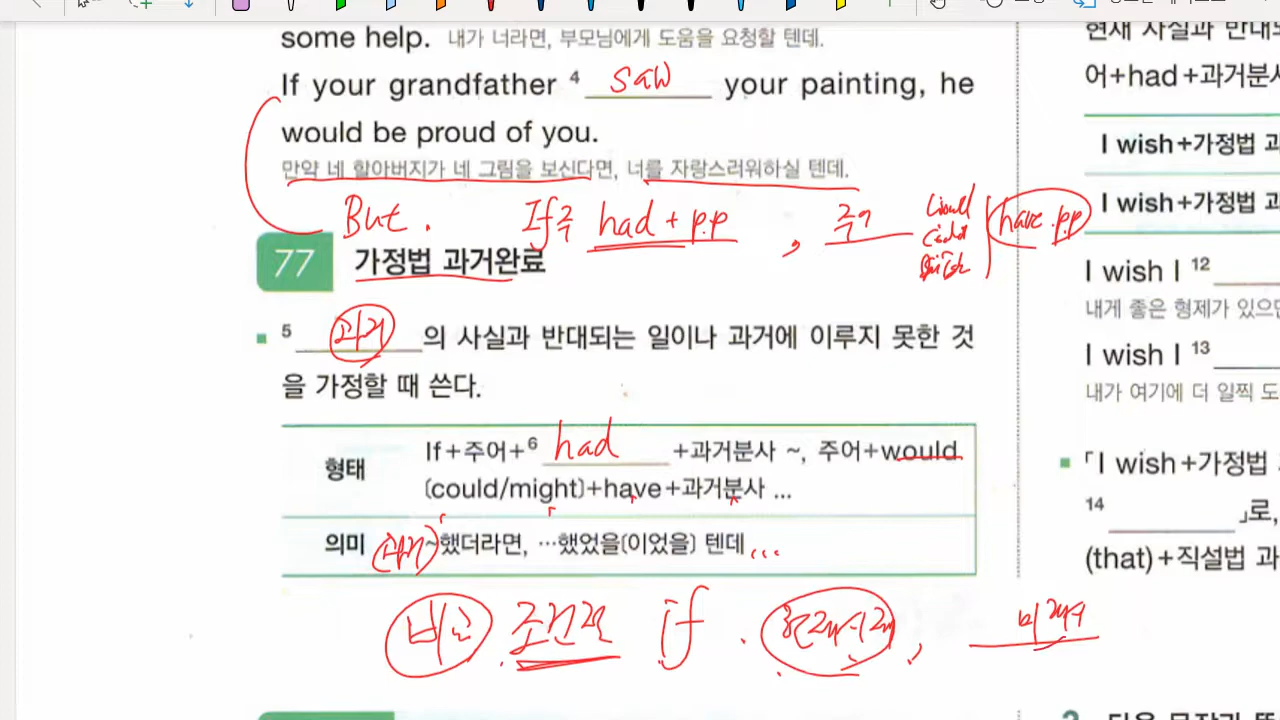 some help. 내가 너라면, 부모님에게 도움을 요청할 텐데.
If your grandfather 4 saw your painting, he
would be proud of you.
만약 네 할아버지가 네 그림을 보신다면, 너를 자랑스러워하실 텐데.
But. If주 had + p.p , 주 have p.p
77 가정법 과거완료
5 과거 의 사실과 반대되는 일이나 과거에 이루지 못한 것
을 가정할 때 쓴다.
형태 If+주어+6 had +과거분사 ~, 주어+would
(could/might)+have+과거분사 ...
의미 (과거) ~했더라면, …했었을(이었을) 텐데...
비교 조건절 if . 현재시제, 미래
현재 사실과 반대
어+had+과거분사
I wish+가정법 과
I wish+가정법 과
I wish I 12
내게 좋은 형제가 있으면
I wish I 13
내가 여기에 더 일찍 도
「I wish+가정법
14 」로,
(that)+직설법 과